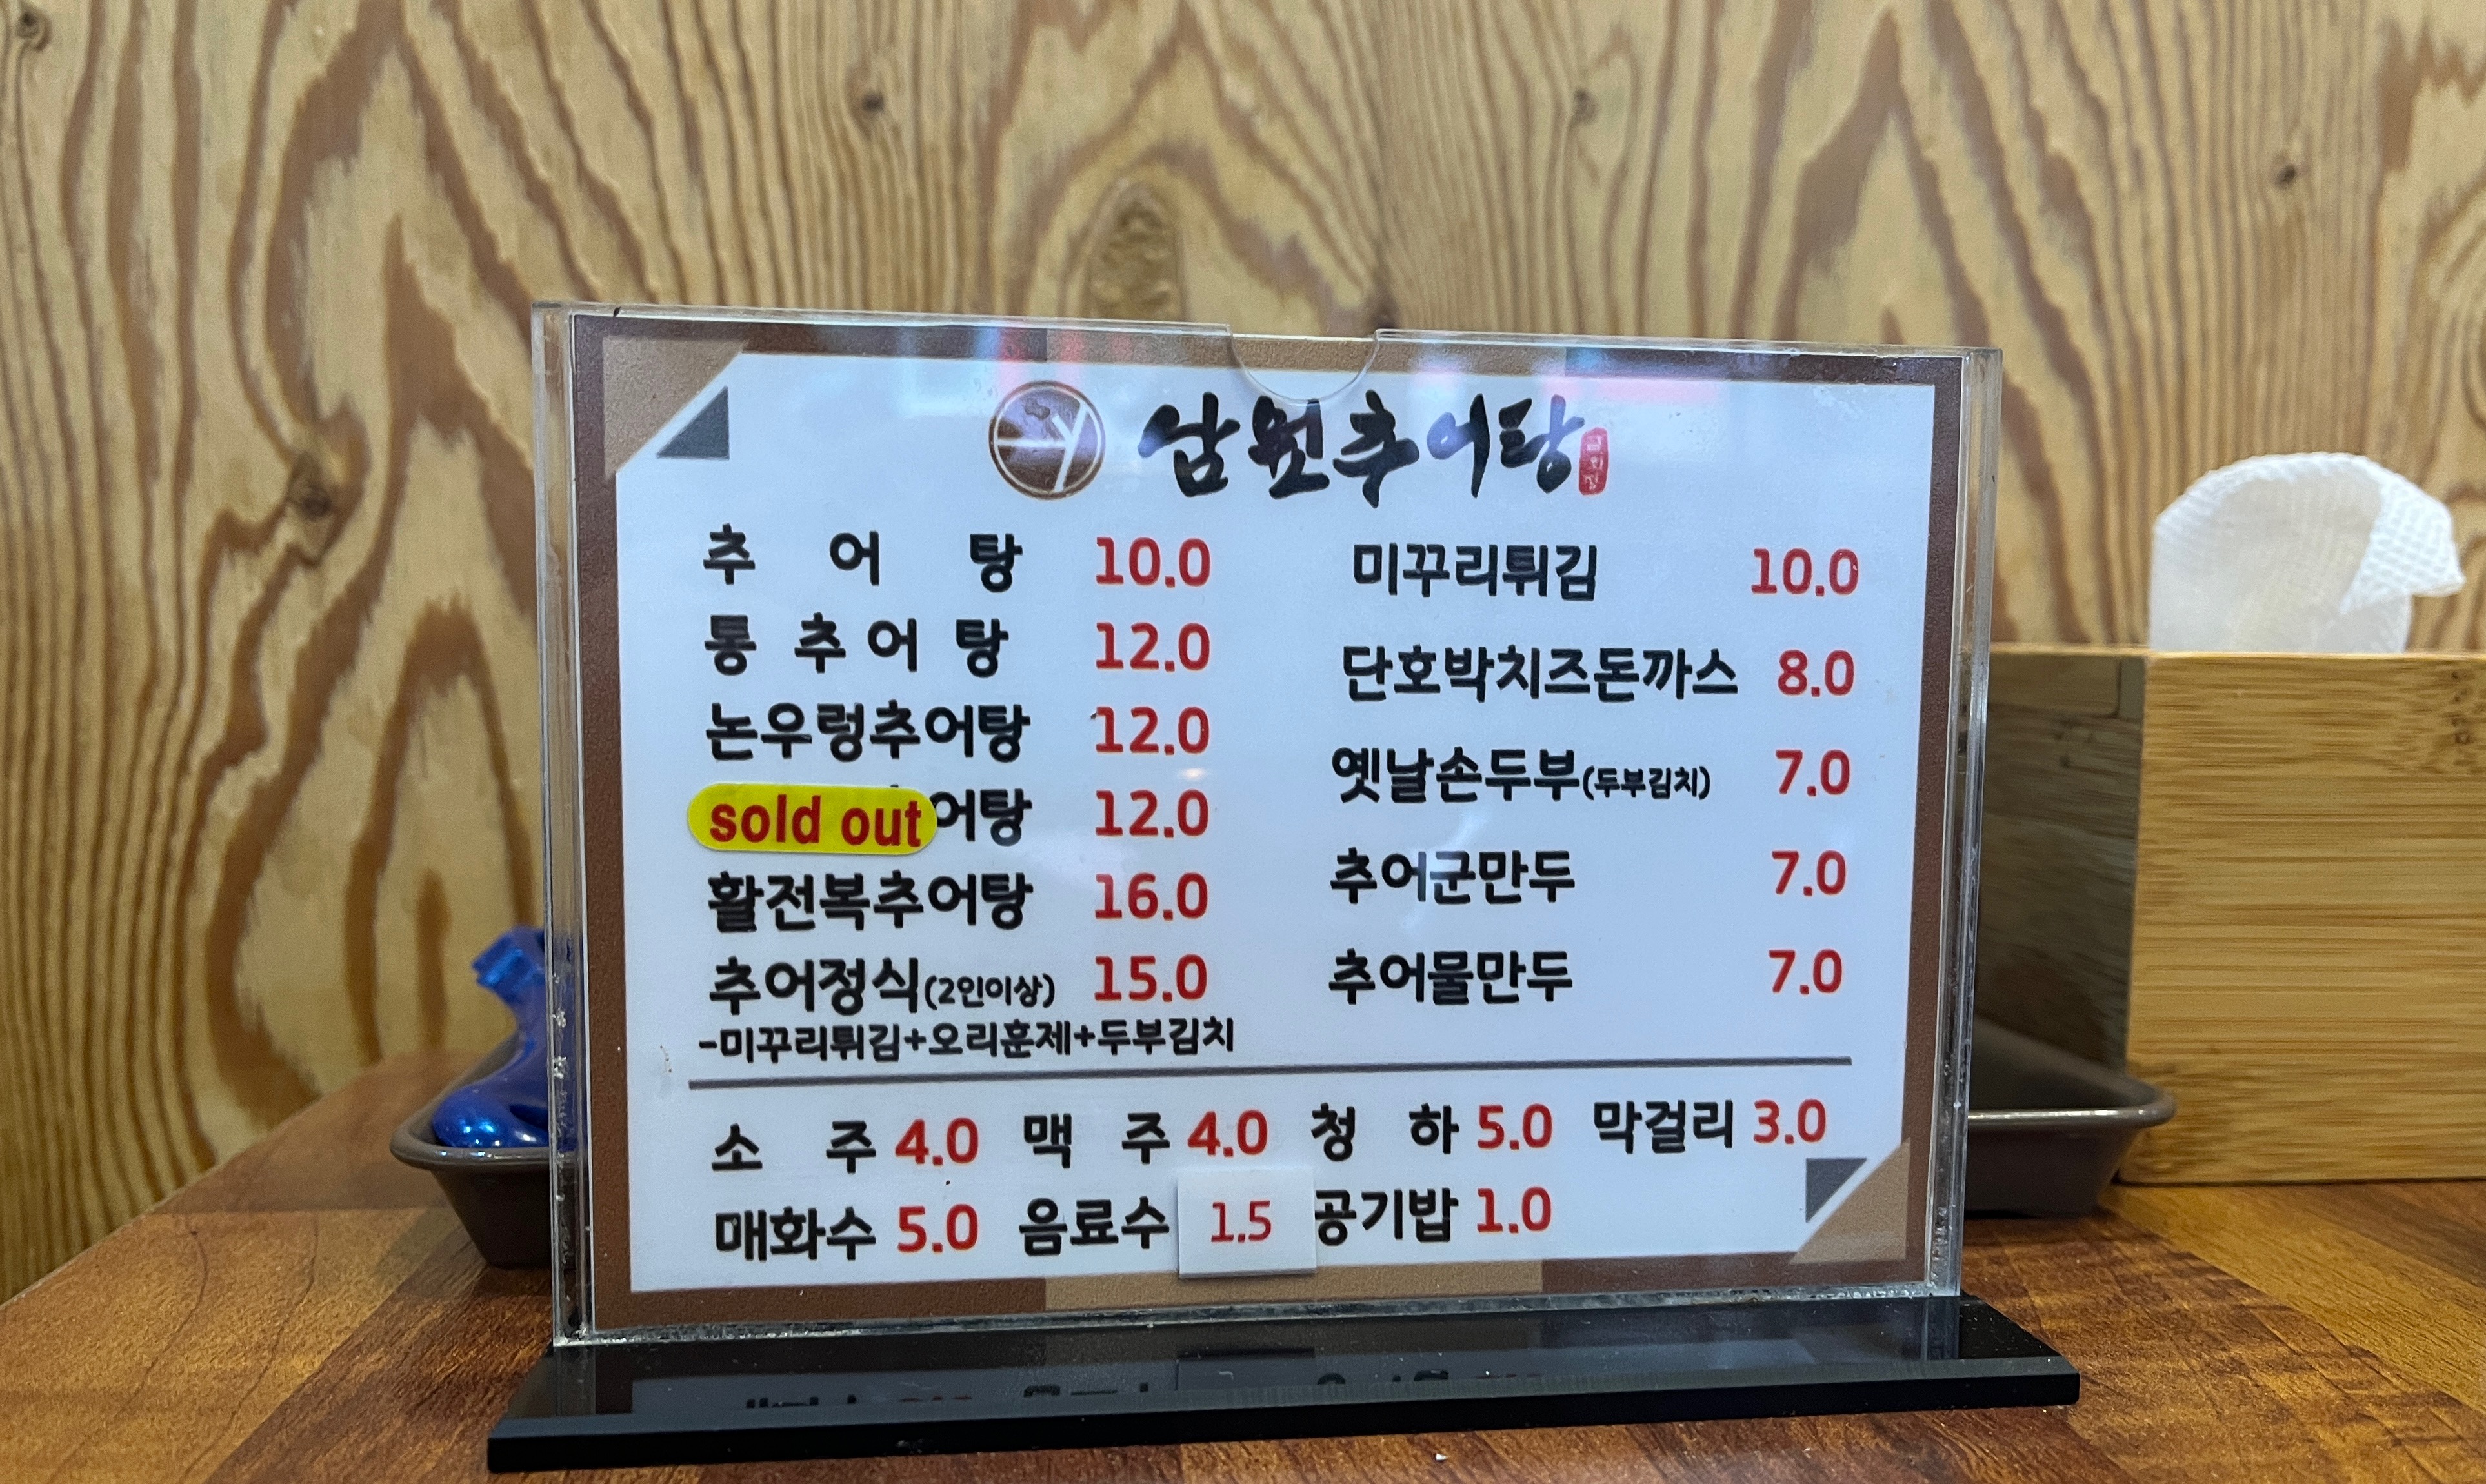 남원추어탕
추 어 탕 10.0
통 추 어 탕 12.0
논우렁추어탕 12.0
sold out 어탕 12.0
활전복추어탕 16.0
추어정식(2인이상) 15.0
-미꾸리튀김+오리훈제+두부김치
미꾸리튀김 10.0
단호박치즈돈까스 8.0
옛날손두부(두부김치) 7.0
추어군만두 7.0
추어물만두 7.0
소 주 4.0 맥 주 4.0 청 하 5.0 막걸리 3.0
매화수 5.0 음료수 1.5 공기밥 1.0